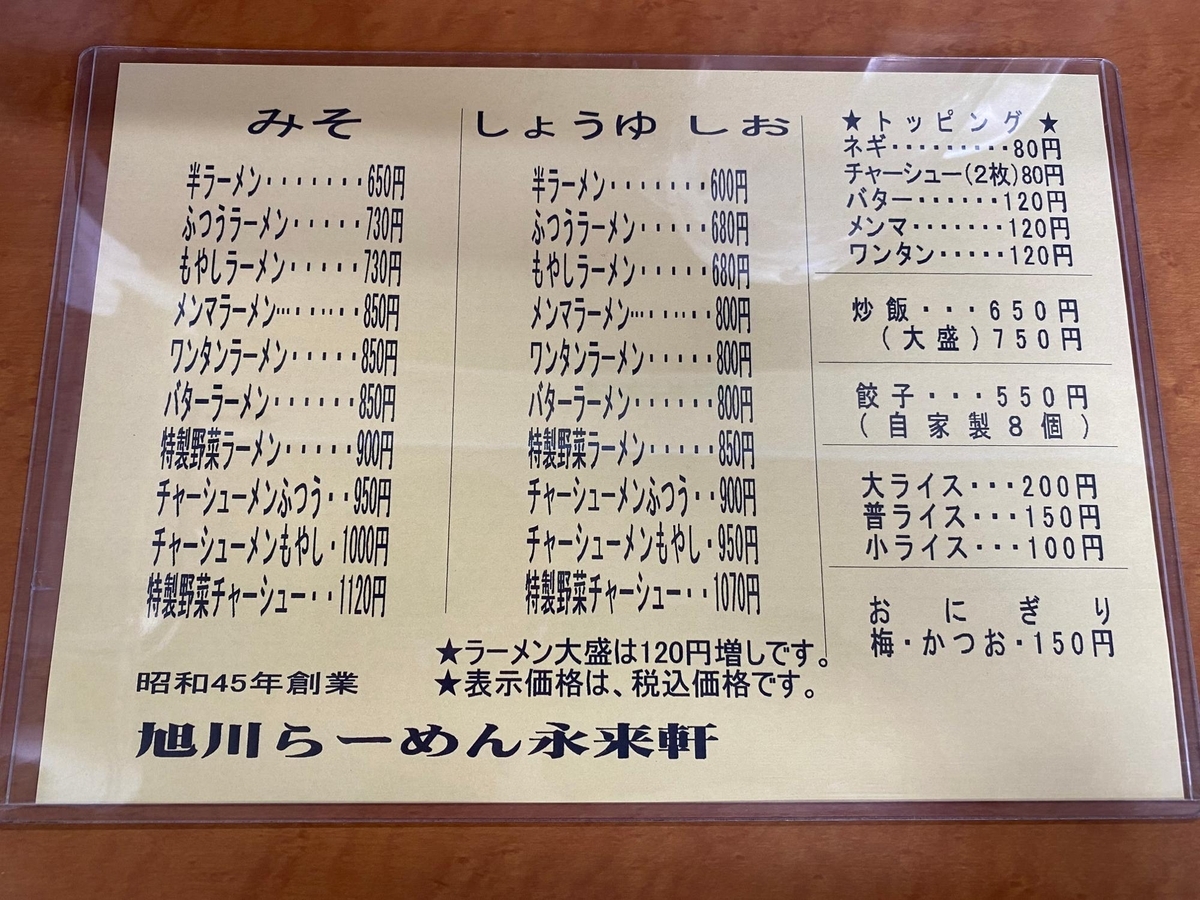 みそ
半ラーメン・・・・・・・650円
ふつうラーメン・・・・・730円
もやしラーメン・・・・・730円
メンマラーメン…・・・・850円
ワンタンラーメン・・・・・850円
バターラーメン・・・・・・850円
特製野菜ラーメン・・・・・900円
チャーシューメンふつう・・950円
チャーシューメンもやし・1000円
特製野菜チャーシュー・・1120円
しょうゆ しお
半ラーメン・・・・・・・600円
ふつうラーメン・・・・・680円
もやしラーメン・・・・・680円
メンマラーメン…・・・・800円
ワンタンラーメン・・・・・800円
バターラーメン・・・・・・800円
特製野菜ラーメン・・・・・850円
チャーシューメンふつう・・900円
チャーシューメンもやし・950円
特製野菜チャーシュー・・1070円
★ラーメン大盛は120円増しです。
★表示価格は、税込価格です。
昭和45年創業
旭川らーめん永来軒
★トッピング★
ネギ・・・・・・・・・80円
チャーシュー(2枚)80円
バター・・・・・・120円
メンマ・・・・・・・120円
ワンタン・・・・・120円
炒飯・・・650円
(大盛)750円
餃子・・・550円
(自家製8個)
大ライス・・・200円
普ライス・・・150円
小ライス・・・100円
おにぎり
梅・かつお・150円